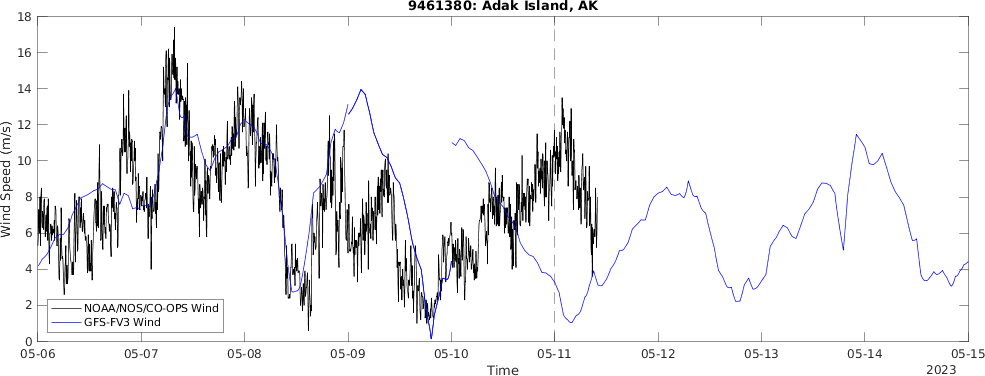 9461380: Adak Island, AK
Wind Speed (m/s)
18
16
14
12
10
8
6
4
2
0
NOAA/NOS/CO-OPS Wind
GFS-FV3 Wind
05-06 05-07 05-08 05-09 05-10 05-11 05-12 05-13 05-14 05-15
Time
2023